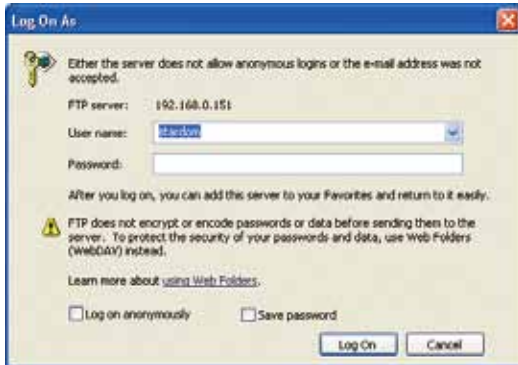 Log On As
Either the server does not allow anonymous logins or the e-mail address was not
accepted.
FTP server: 192.168.0.151
User name: stardom
Password:
After you log on, you can add this server to your Favorites and return to it easily.
FTP does not encrypt or encode passwords or data before sending them to the
server. To protect the security of your passwords and data, use Web Folders
(WebDAV) instead.
Learn more about using Web Folders.
Log on anonymously Save password
Log On Cancel